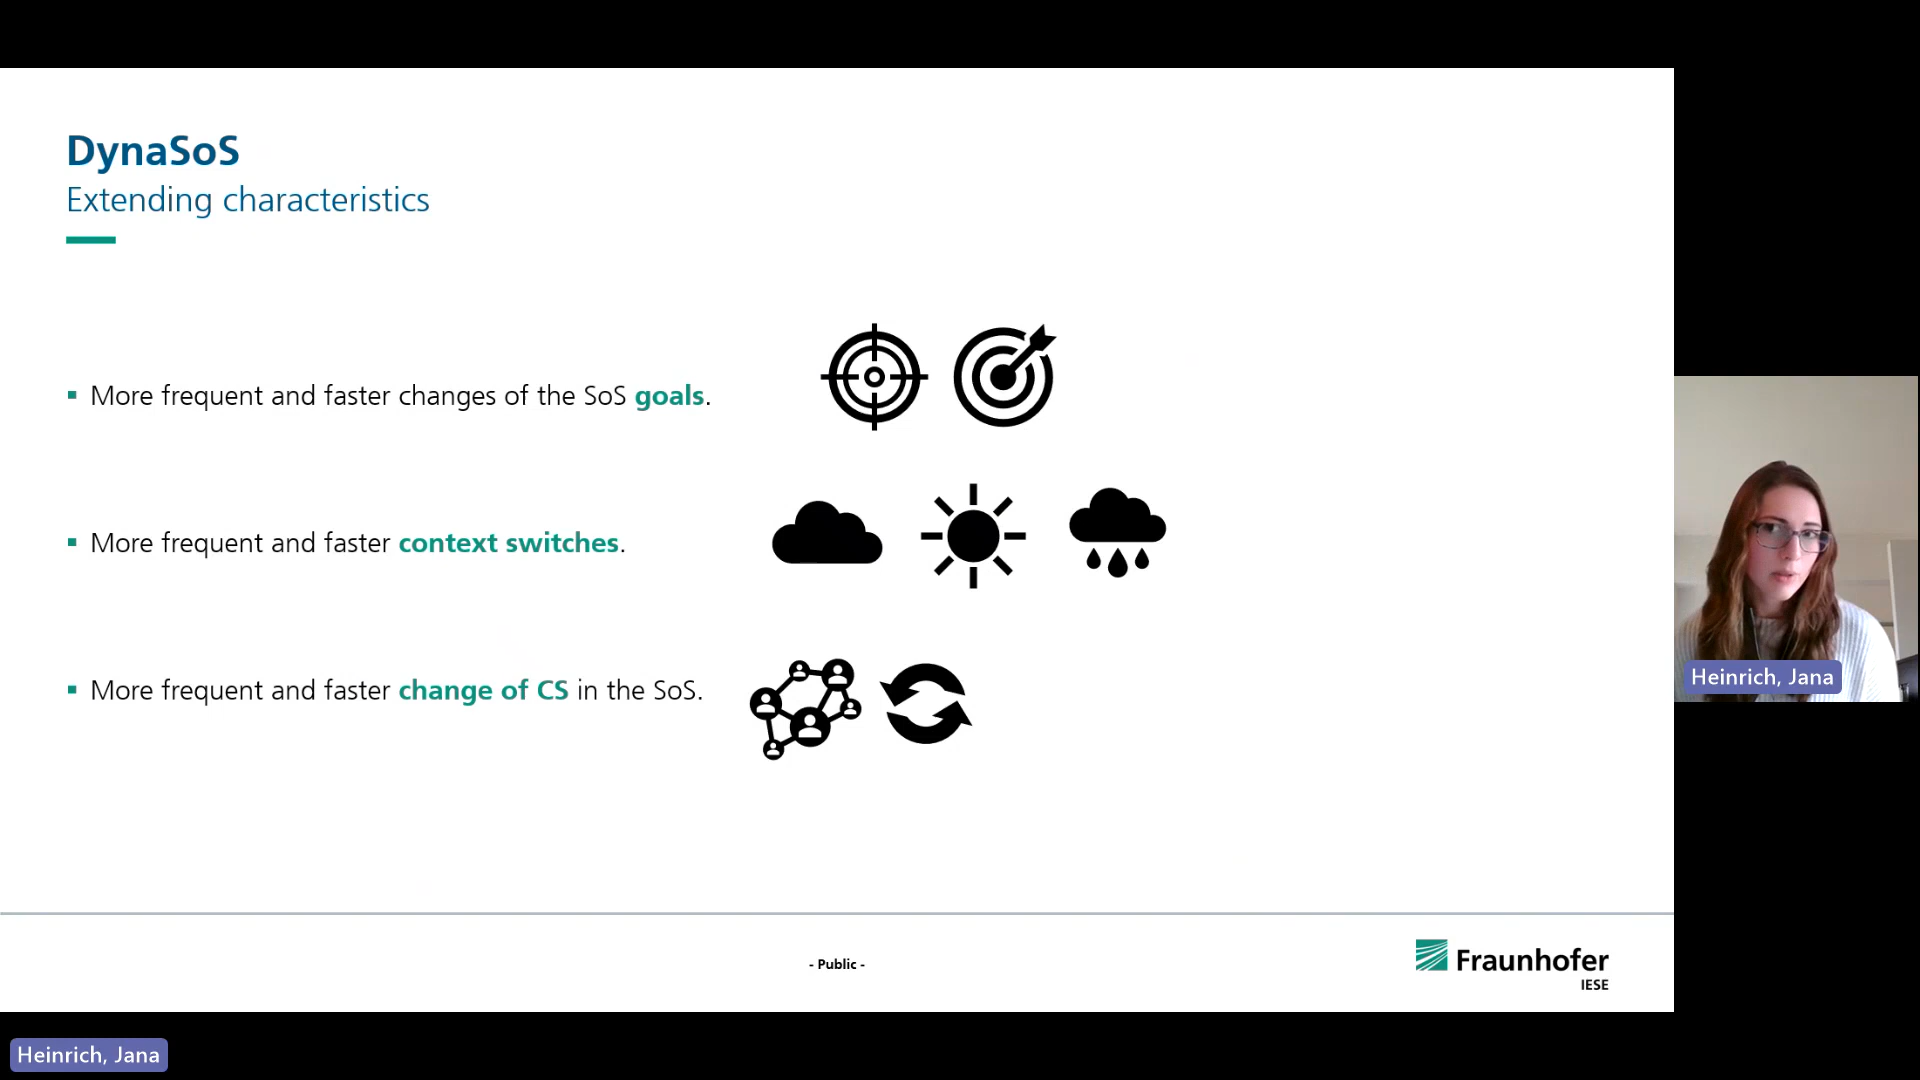 DynaSoS
Extending characteristics
More frequent and faster changes of the SoS goals.
More frequent and faster context switches.
More frequent and faster change of CS in the SoS.
Heinrich, Jana
- Public -
Fraunhofer
IESE
Heinrich, Jana